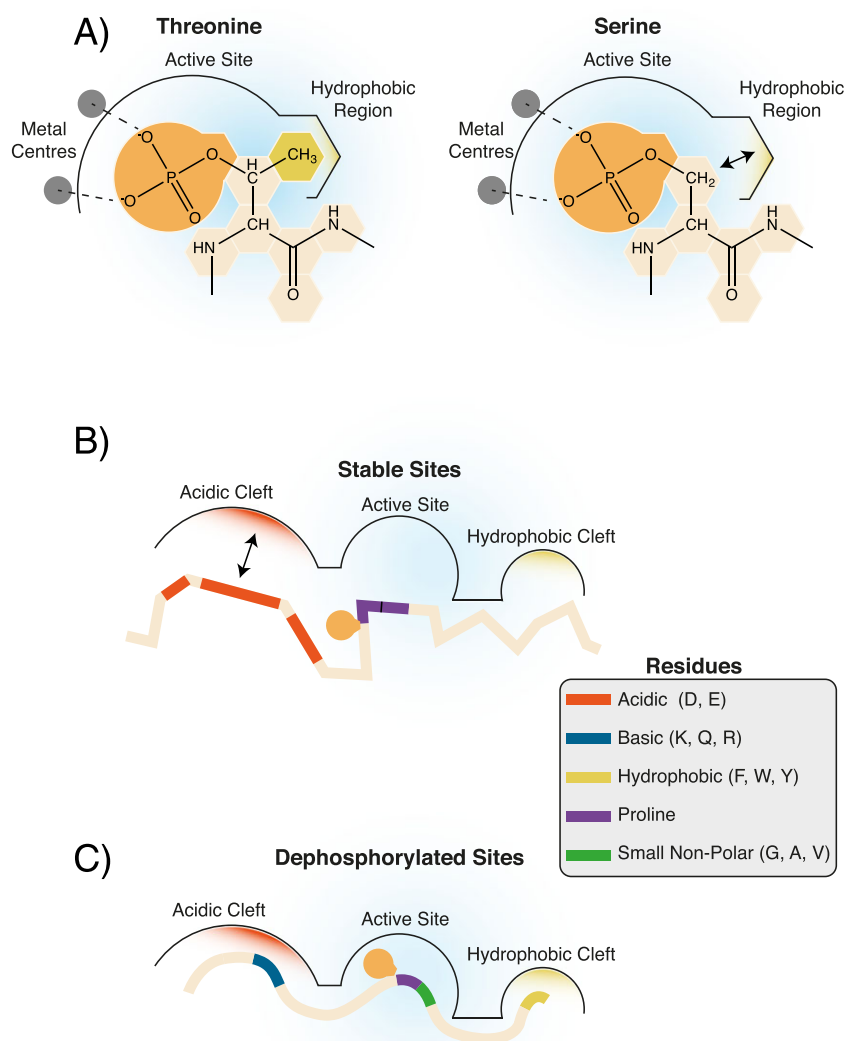 A)
Threonine
Active Site
Hydrophobic
Region
Metal
Centres
-O
O
H
CH3
P
-O
O
HN
CH
H
N
O
Serine
Active Site
Hydrophobic
Region
Metal
Centres
-O
O
P
CH2
-O
O
HN
CH
H
N
O
B)
Stable Sites
Acidic Cleft
Active Site
Hydrophobic Cleft
Residues
Acidic (D, E)
Basic (K, Q, R)
Hydrophobic (F, W, Y)
Proline
Small Non-Polar (G, A, V)
C)
Dephosphorylated Sites
Acidic Cleft
Active Site
Hydrophobic Cleft